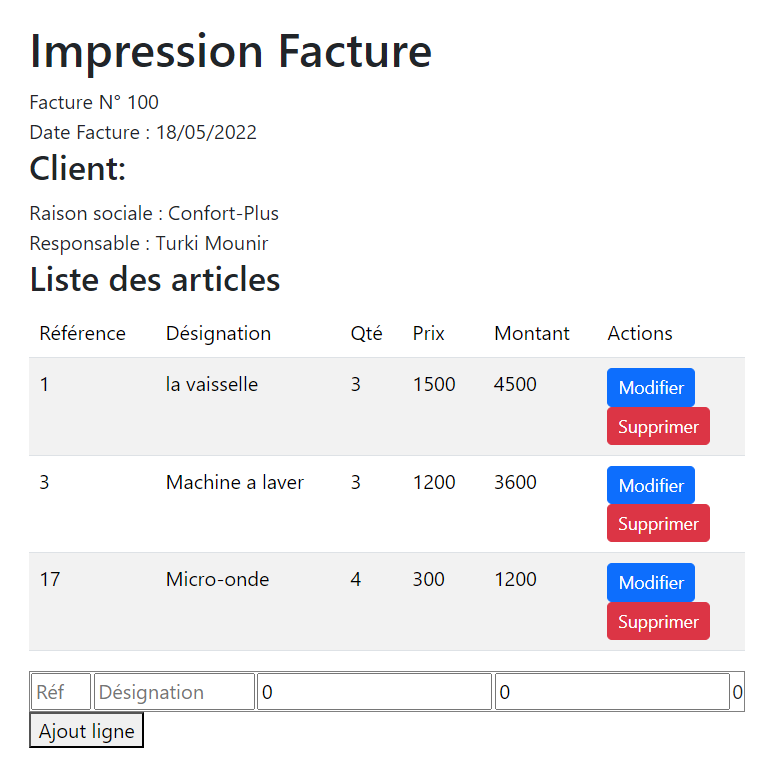 Impression Facture
Facture N° 100
Date Facture : 18/05/2022
Client:
Raison sociale : Confort-Plus
Responsable : Turki Mounir
Liste des articles
Référence Désignation Qté Prix Montant Actions
1 la vaisselle 3 1500 4500 Modifier
Supprimer
3 Machine a laver 3 1200 3600 Modifier
Supprimer
17 Micro-onde 4 300 1200 Modifier
Supprimer
Réf Désignation 0 0 0
Ajout ligne